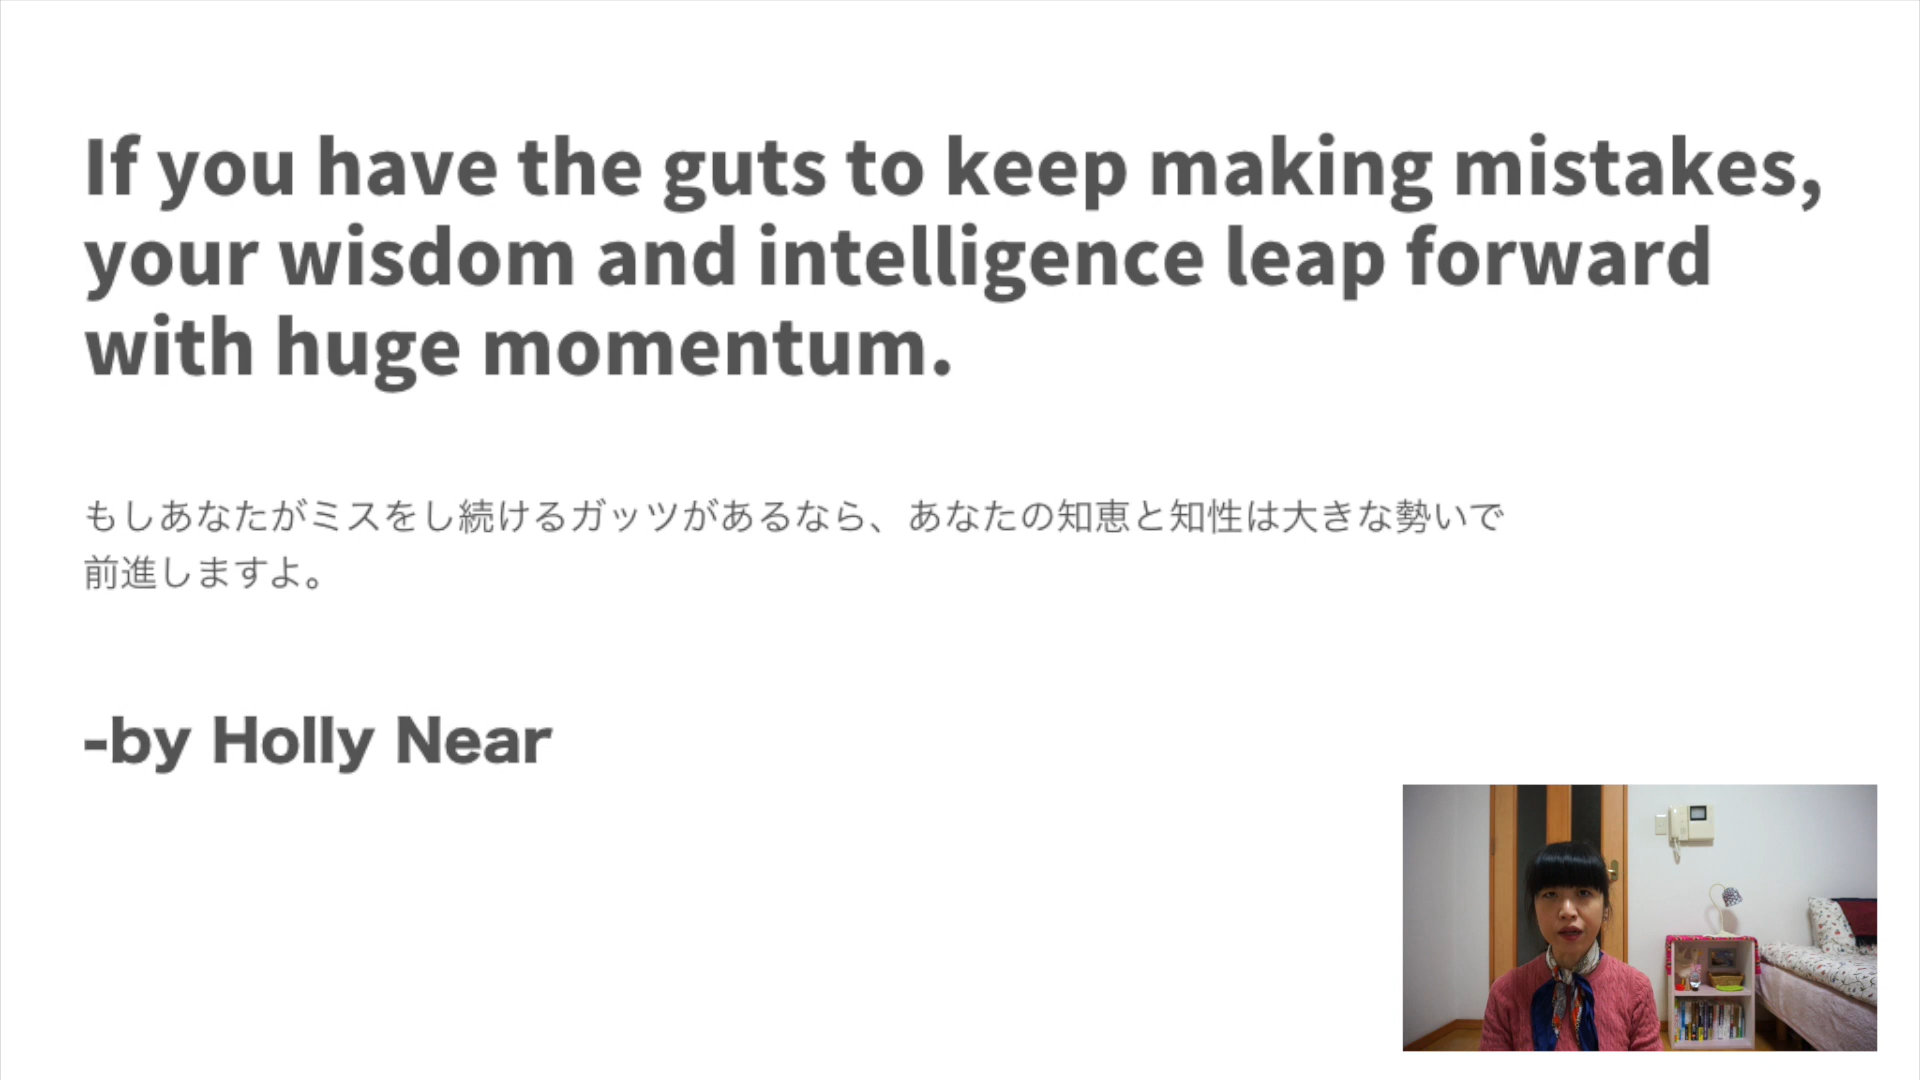 If you have the guts to keep making mistakes,
your wisdom and intelligence leap forward
with huge momentum.
もしあなたがミスをし続けるガッツがあるなら、あなたの知恵と知性は大きな勢いで
前進しますよ。
-by Holly Near